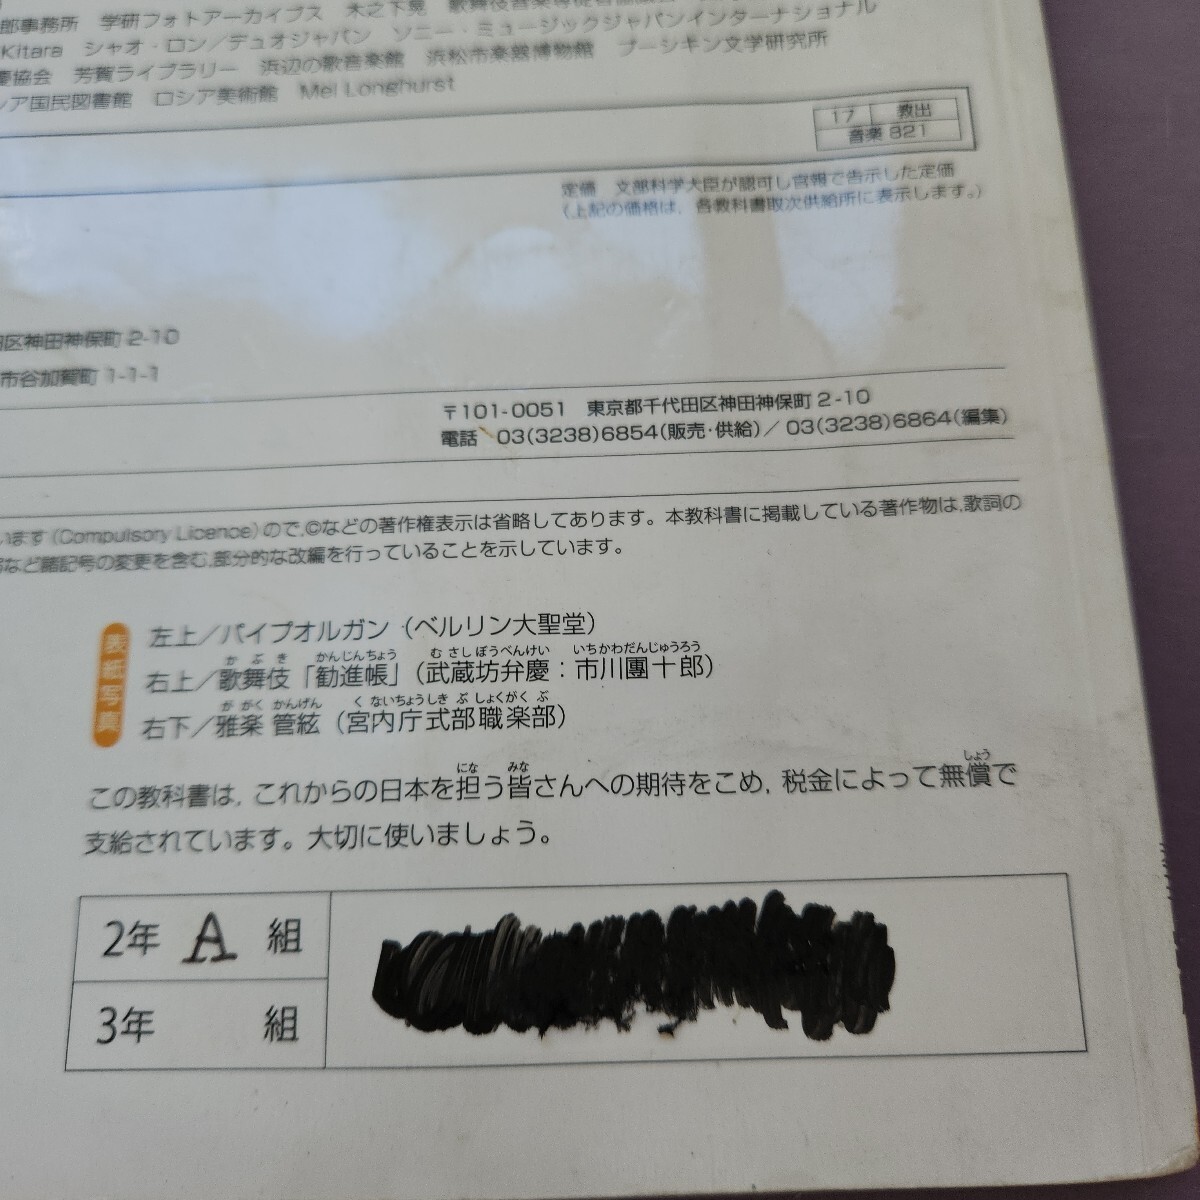 郎事務所　学研フォトアーカイブス　木之下晃
Kitara　シャオ・ロン／デュオジャパン　ソニー・ミュージックジャパンインターナショナル
協会　芳賀ライブラリー　浜辺の歌音楽館　浜松市楽器博物館　プーシキン文学研究所
シア国民図書館　ロシア美術館　Mel Longhurst
17　教出
音楽 821
定価　文部科学大臣が認可し官報で告示した定価
（上記の価格は，各教科書取次供給所に表示します。）
区神田神保町 2-10
市谷加賀町 1-1-1
〒101-0051　東京都千代田区神田神保町 2-10
電話　03(3238)6854(販売・供給)／ 03(3238)6864(編集)
います (Compulsory Licence) ので,©などの著作権表示は省略してあります。本教科書に掲載している著作物は,歌詞の
など諸記号の変更を含む,部分的な改編を行っていることを示しています。
表紙写真
左上／パイプオルガン（ベルリン大聖堂）
かぶき　かんじんちょう　むさしぼうべんけい　いちかわだんじゅうろう
右上／歌舞伎「勧進帳」（武蔵坊弁慶：市川團十郎）
ががく かんげん　くないちょうしきぶしょくがくぶ
右下／雅楽 管絃（宮内庁式部職楽部）
にな　みな　しょう
この教科書は，これからの日本を担う皆さんへの期待をこめ，税金によって無償で
支給されています。大切に使いましょう。
2年 A 組
3年　組